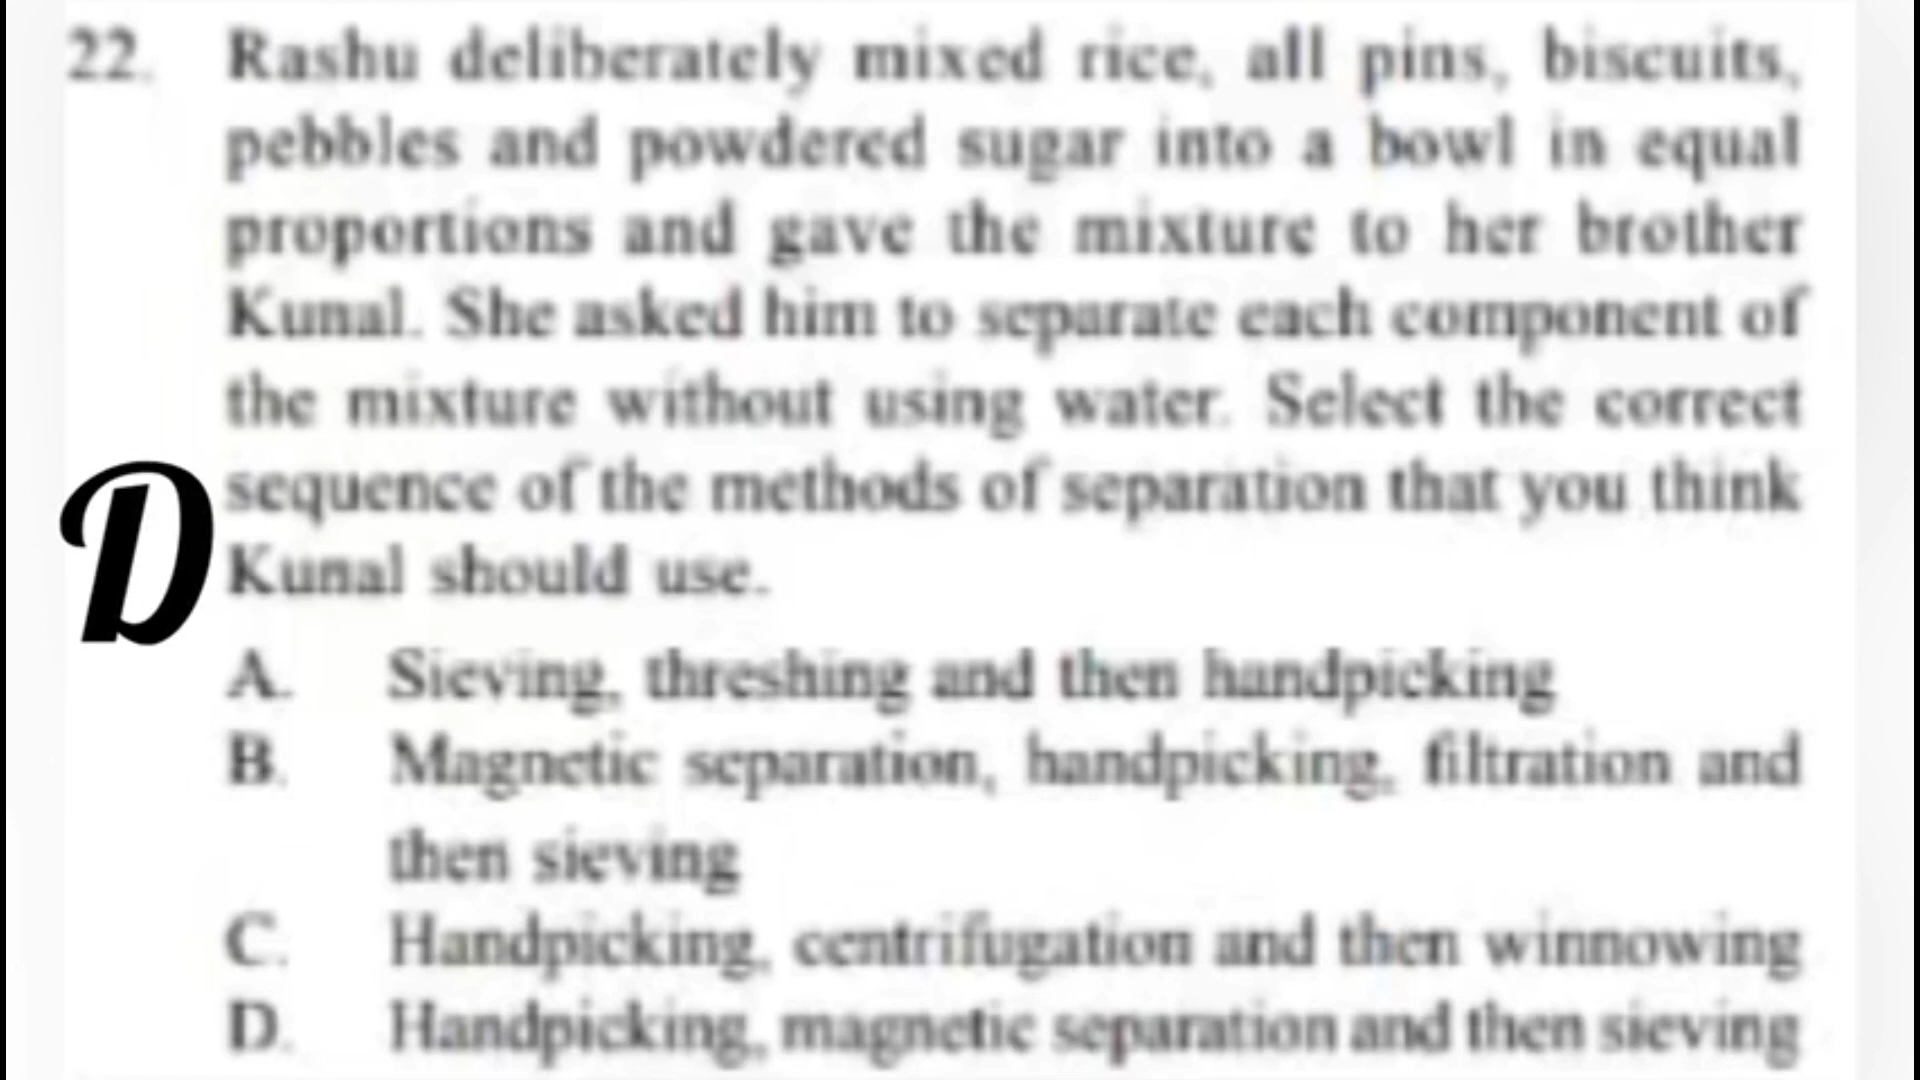 22. Rashu deliberately mixed rice, all pins, biscuits,
pebbles and powdered sugar into a bowl in equal
proportions and gave the mixture to her brother
Kunal. She asked him to separate each component of
the mixture without using water. Select the correct
sequence of the methods of separation that you think
Kunal should use.
D
A. Sieving, threshing and then handpicking
B. Magnetic separation, handpicking, filtration and
then sieving
C. Handpicking, centrifugation and then winnowing
D. Handpicking, magnetic separation and then sieving